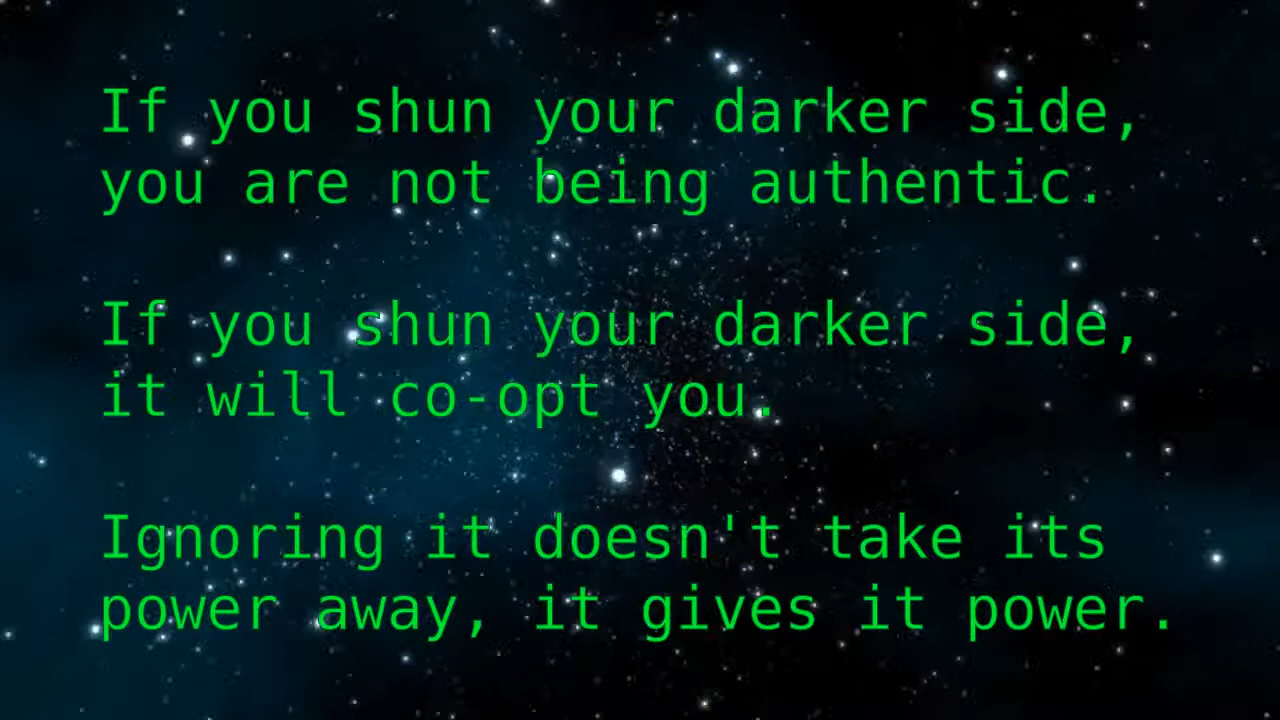 If you shun your darker side,
you are not being authentic.
If you shun your darker side,
it will co-opt you.
Ignoring it doesn't take its
power away, it gives it power.